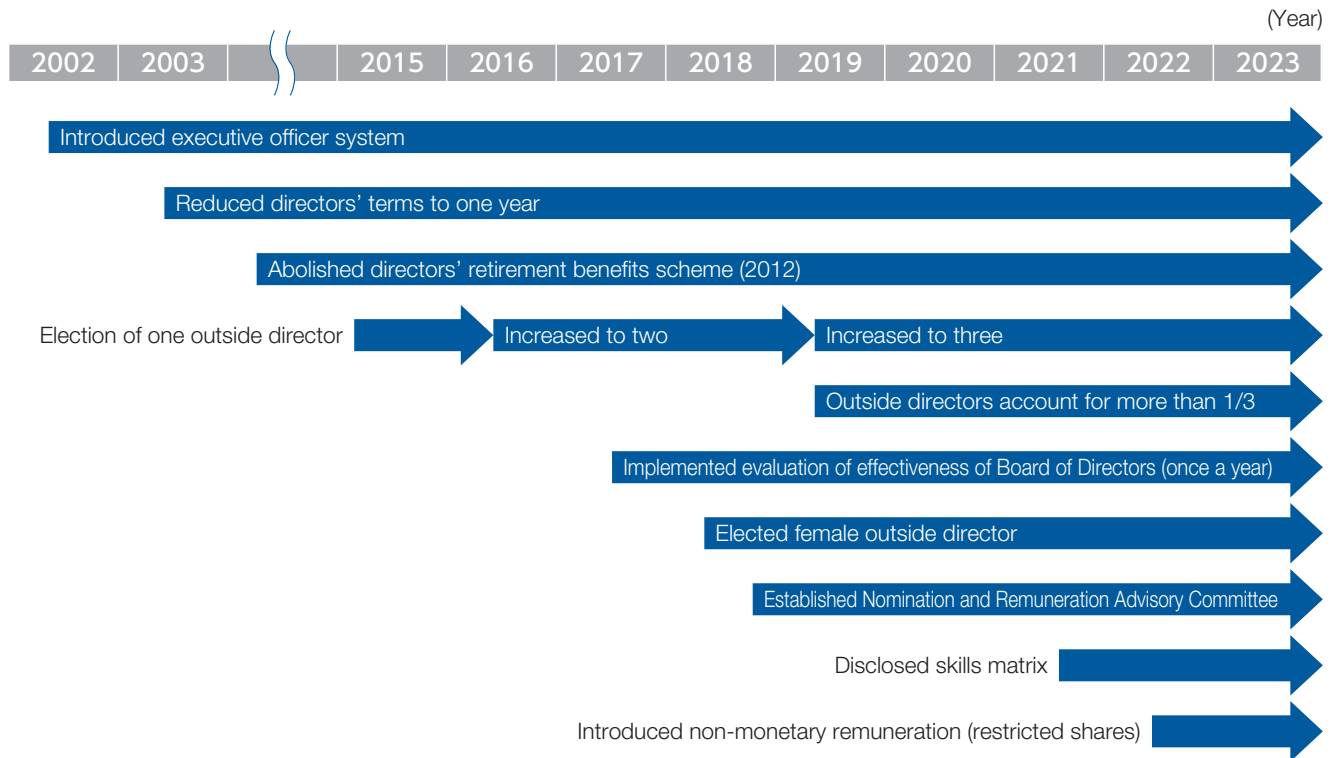 (Year)
2002 2003 2015 2016 2017 2018 2019 2020 2021 2022 2023
Introduced executive officer system
Reduced directors’ terms to one year
Abolished directors’ retirement benefits scheme (2012)
Election of one outside director Increased to two Increased to three
Outside directors account for more than 1/3
Implemented evaluation of effectiveness of Board of Directors (once a year)
Elected female outside director
Established Nomination and Remuneration Advisory Committee
Disclosed skills matrix
Introduced non-monetary remuneration (restricted shares)